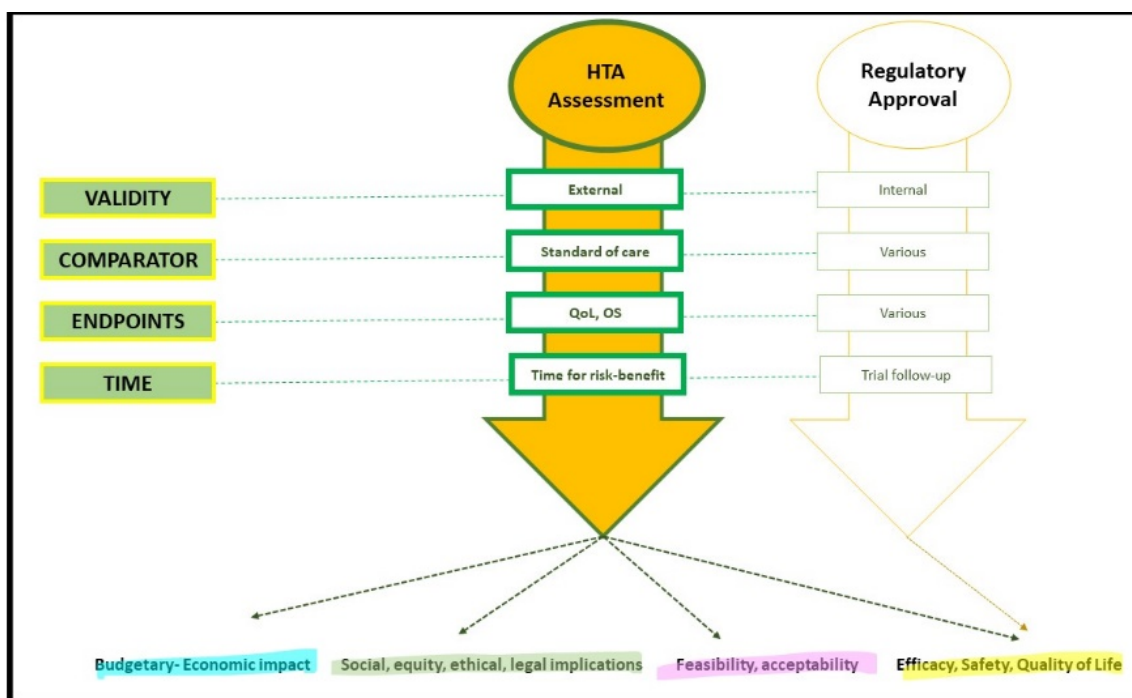 HTA
Assessment
Regulatory
Approval
VALIDITY
External
Internal
COMPARATOR
Standard of care
Various
ENDPOINTS
QoL, OS
Various
TIME
Time for risk-benefit
Trial follow-up
Budgetary- Economic impact
Social, equity, ethical, legal implications
Feasibility, acceptability
Efficacy, Safety, Quality of Life